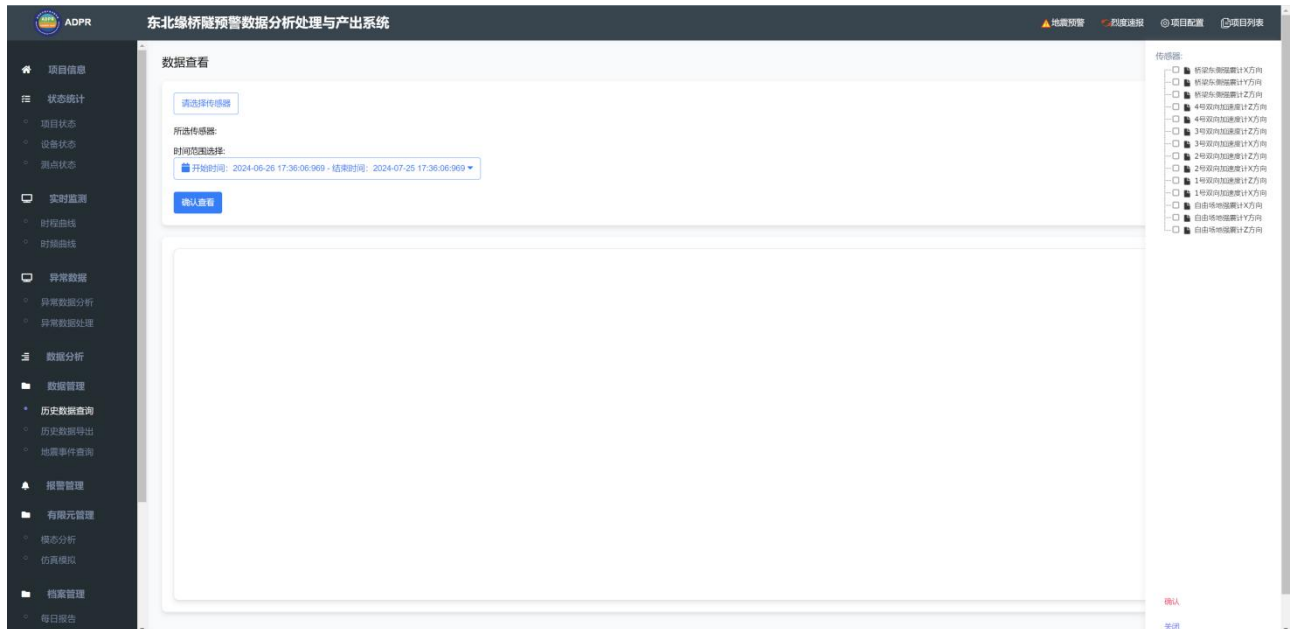 ADPR
东北缘桥隧预警数据分析处理与产出系统
地震预警 烈度速报 项目配置 项目列表
项目信息
状态统计
项目状态
设备状态
测点状态
实时监测
时程曲线
时频曲线
异常数据
异常数据分析
异常数据处理
数据分析
数据管理
历史数据查询
历史数据导出
地震事件查询
报警管理
有限元管理
模态分析
仿真模拟
档案管理
每日报告
数据查看
请选择传感器
所选传感器:
时间范围选择:
开始时间：2024-06-26 17:36:06:969 - 结束时间：2024-07-25 17:36:06:969
确认查看
传感器:
桥梁东侧强震计X方向
桥梁东侧强震计Y方向
桥梁东侧强震计Z方向
4号双向加速度计Z方向
4号双向加速度计X方向
3号双向加速度计Z方向
3号双向加速度计X方向
2号双向加速度计Z方向
2号双向加速度计X方向
1号双向加速度计Z方向
1号双向加速度计X方向
自由场地强震计X方向
自由场地强震计Y方向
自由场地强震计Z方向
确认
关闭